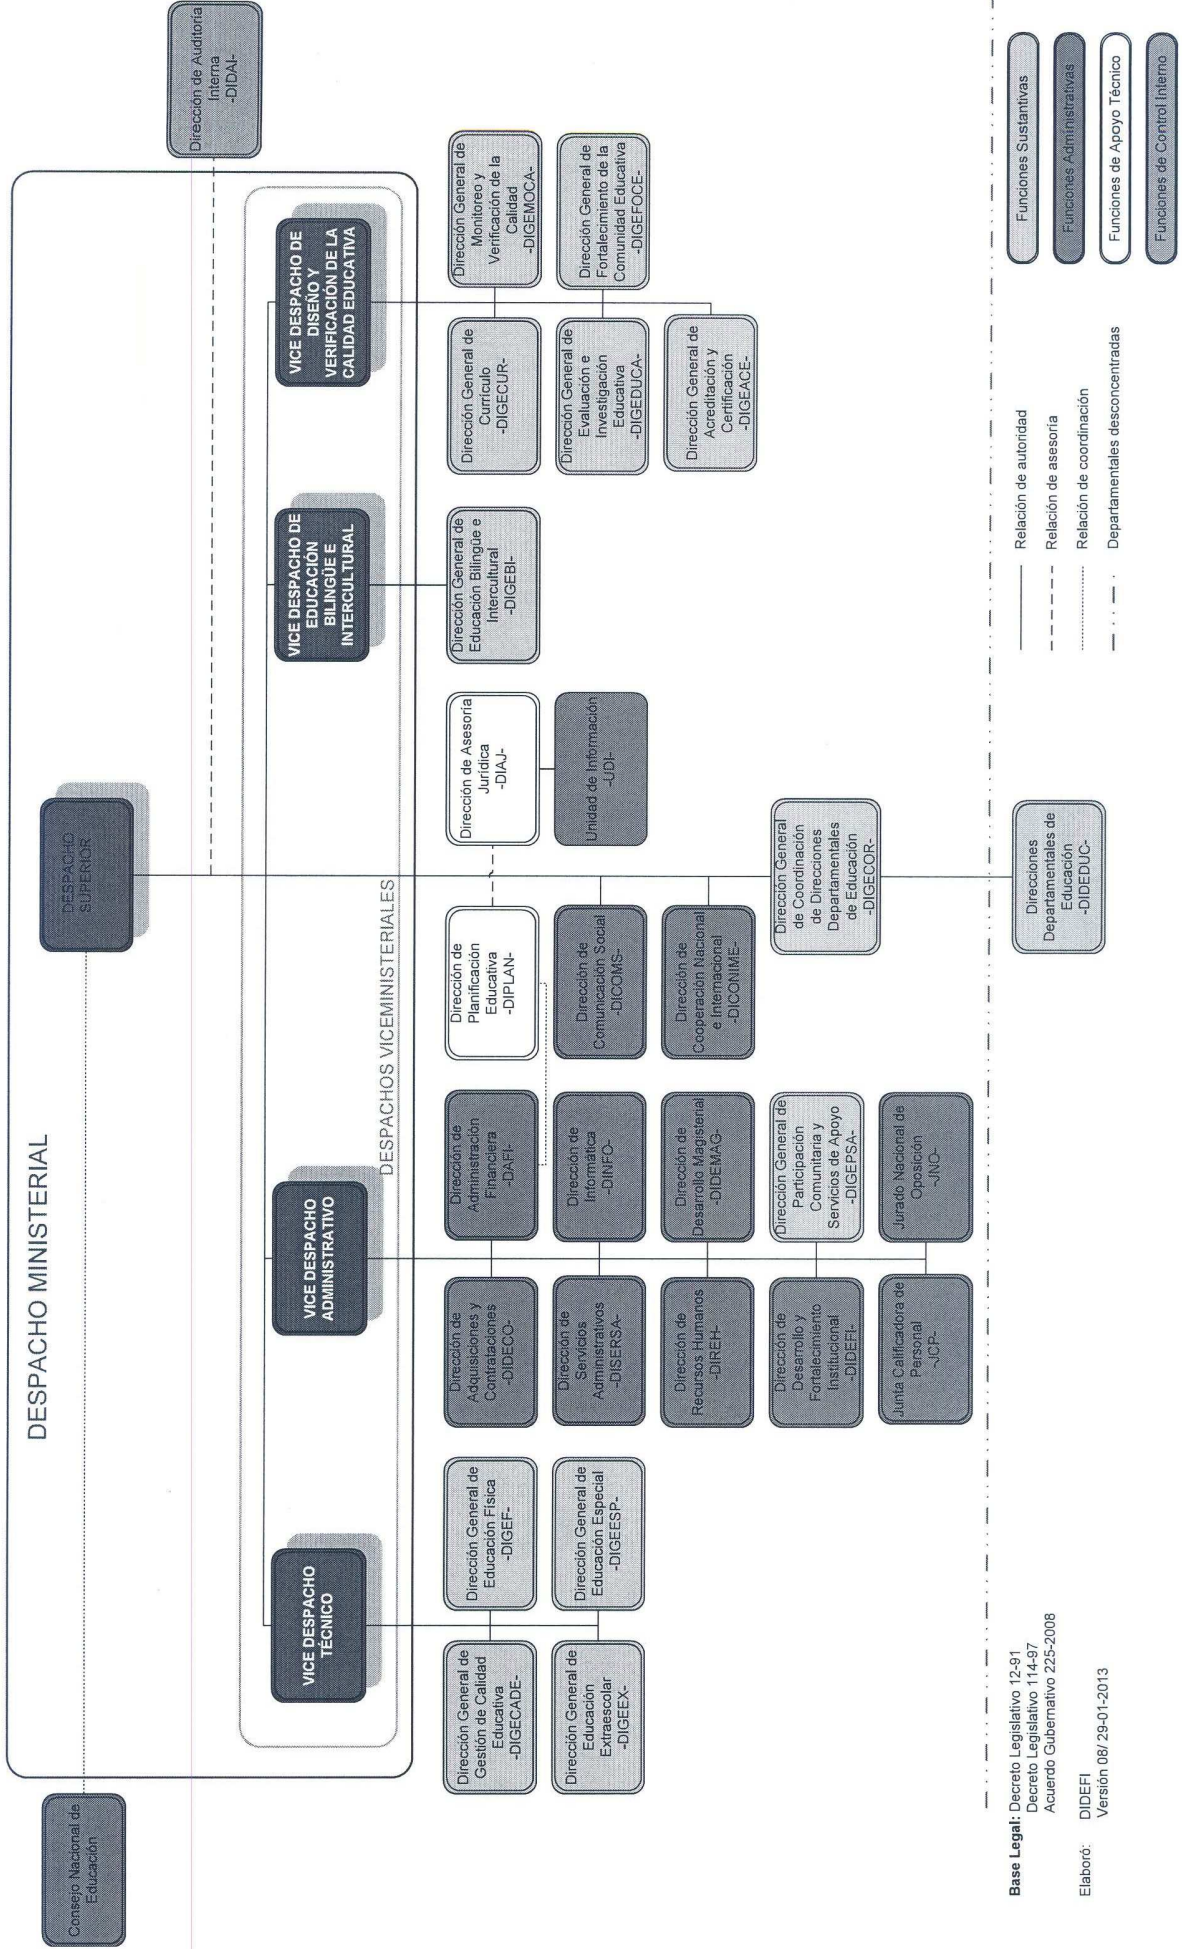 DESPACHO MINISTERIAL
Consejo Nacional de
Educación
DESPACHO
SUPERIOR
Dirección de Auditoría
Interna
-DIDAI-
DESPACHOS VICEMINISTERIALES
VICE DESPACHO
TÉCNICO
VICE DESPACHO
ADMINISTRATIVO
VICE DESPACHO DE
EDUCACIÓN
BILINGÜE E
INTERCULTURAL
VICE DESPACHO DE
DISEÑO Y
VERIFICACIÓN DE LA
CALIDAD EDUCATIVA
Dirección General de
Gestión de Calidad
Educativa
-DIGECADE-
Dirección General de
Educación Física
-DIGEF-
Dirección General de
Educación
Extraescolar
-DIGEEX-
Dirección General de
Educación Especial
-DIGEESP-
Dirección de
Adquisiciones y
Contrataciones
-DIDECO-
Dirección de
Administración
Financiera
-DAFI-
Dirección de
Servicios
Administrativos
-DISERSA-
Dirección de
Informática
-DINFO-
Dirección de
Recursos Humanos
-DIREH-
Dirección de
Desarrollo Magisterial
-DIDEMAG-
Dirección de
Desarrollo y
Fortalecimiento
Institucional
-DIDEFI-
Dirección General de
Participación
Comunitaria y
Servicios de Apoyo
-DIGEPSA-
Junta Calificadora de
Personal
-JCP-
Jurado Nacional de
Oposición
-JNO-
Dirección de
Planificación
Educativa
-DIPLAN-
Dirección de Asesoría
Jurídica
-DIAJ-
Unidad de Información
-UDI-
Dirección de
Comunicación Social
-DICOMS-
Dirección de
Cooperación Nacional
e Internacional
-DICONIME-
Dirección General
de Coordinación
de Direcciones
Departamentales
de Educación
-DIGECOR-
Direcciones
Departamentales de
Educación
-DIDEDUC-
Dirección General de
Educación Bilingüe e
Intercultural
-DIGEBI-
Dirección General de
Currículo
-DIGECUR-
Dirección General de
Monitoreo y
Verificación de la
Calidad
-DIGEMOCA-
Dirección General de
Evaluación e
Investigación
Educativa
-DIGEDUCA-
Dirección General de
Fortalecimiento de la
Comunidad Educativa
-DIGEFOCE-
Dirección General de
Acreditación y
Certificación
-DIGEACE-
Base Legal: Decreto Legislativo 12-91
Decreto Legislativo 114-97
Acuerdo Gubernativo 225-2008
Elaboró: DIDEFI
Versión 08/ 29-01-2013
Relación de autoridad
Relación de asesoría
Relación de coordinación
Departamentales desconcentradas
Funciones Sustantivas
Funciones Administrativas
Funciones de Apoyo Técnico
Funciones de Control Interno